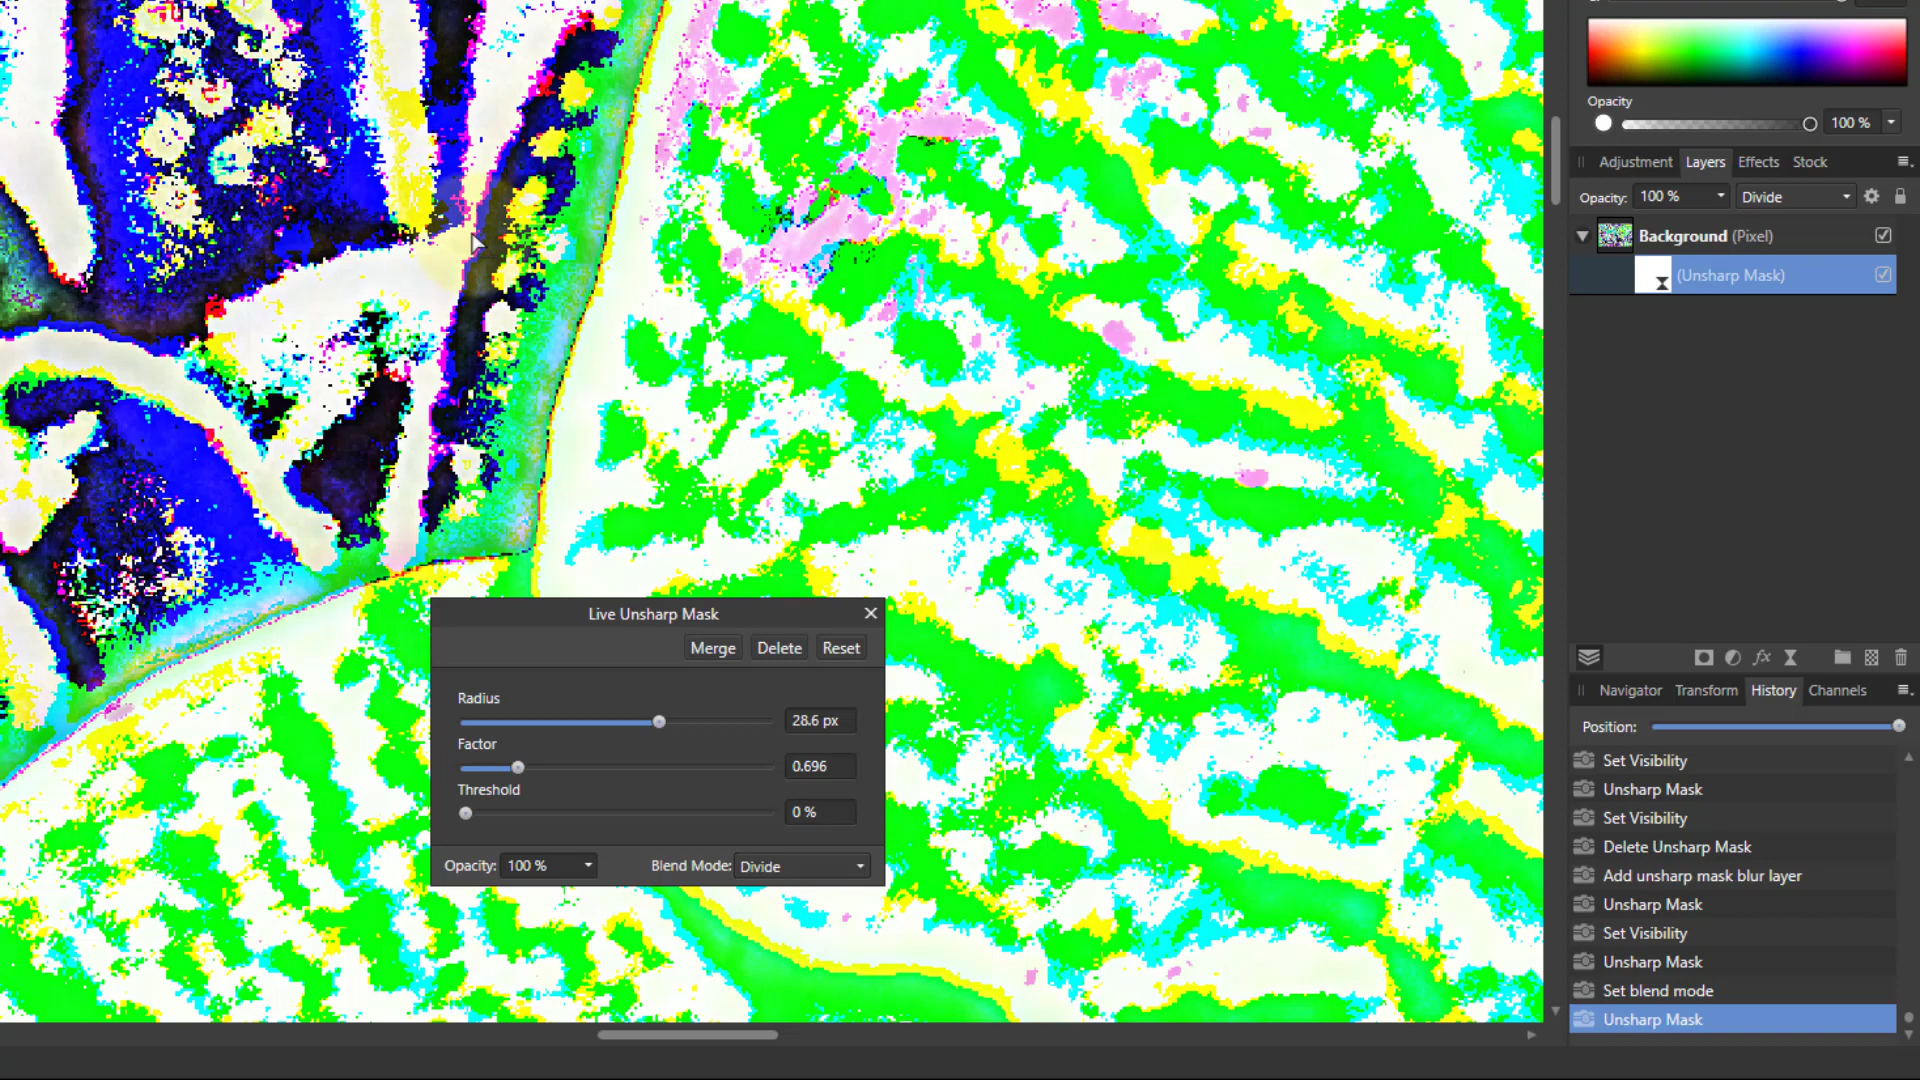 Opacity
100 %
Adjustment Layers Effects Stock
Opacity: 100 % Divide
Background (Pixel)
(Unsharp Mask)
Live Unsharp Mask
Merge Delete Reset
Radius
28.6 px
Factor
0.696
Threshold
0 %
Opacity: 100 % Blend Mode: Divide
fx
Navigator Transform History Channels
Position:
Set Visibility
Unsharp Mask
Set Visibility
Delete Unsharp Mask
Add unsharp mask blur layer
Unsharp Mask
Set Visibility
Unsharp Mask
Set blend mode
Unsharp Mask